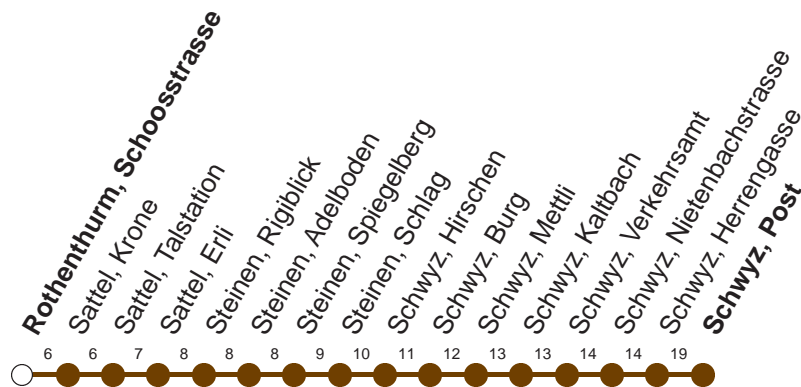 Rothenthurm, Schoosstrasse
Sattel, Krone
Sattel, Talstation
Sattel, Erli
Steinen, Rigiblick
Steinen, Adelboden
Steinen, Spiegelberg
Steinen, Schlag
Schwyz, Hirschen
Schwyz, Burg
Schwyz, Mettli
Schwyz, Kaltbach
Schwyz, Verkehrsamt
Schwyz, Nietenbachstrasse
Schwyz, Herrengasse
Schwyz, Post
6 6 7 8 8 8 9 10 11 12 13 13 14 14 19